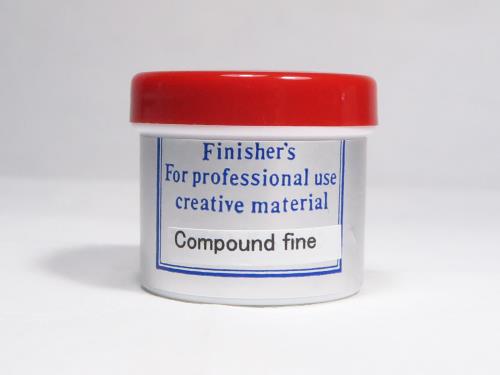 Finisher's
For professional use
creative material
Compound fine